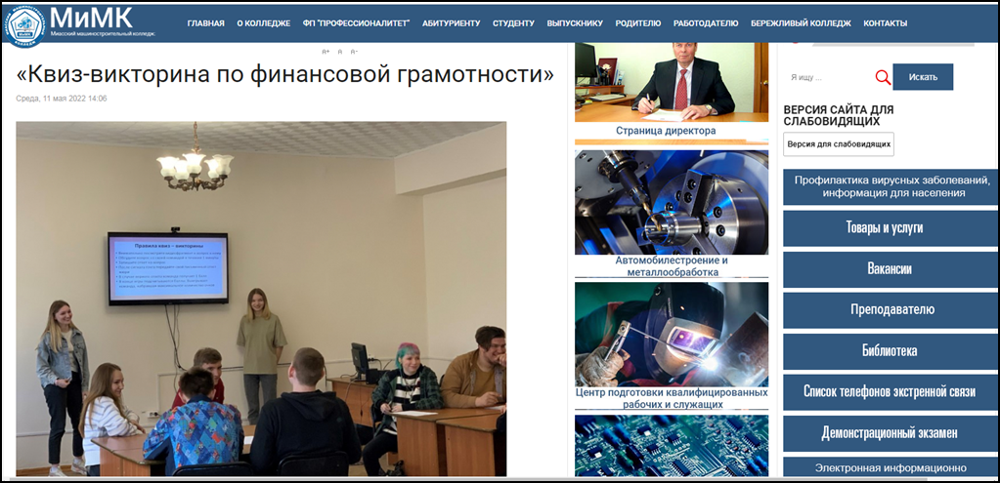 МиМК
Миасский машиностроительный колледж.
ГЛАВНАЯ О КОЛЛЕДЖЕ ФП "ПРОФЕССИОНАЛИТЕТ" АБИТУРИЕНТУ СТУДЕНТУ ВЫПУСКНИКУ РОДИТЕЛЮ РАБОТОДАТЕЛЮ БЕРЕЖЛИВЫЙ КОЛЛЕДЖ КОНТАКТЫ
A+ A A-
«Квиз-викторина по финансовой грамотности»
Среда, 11 мая 2022 14:06
Правила квиз – викторины
Страница директора
Автомобилестроение и
металлообработка
Центр подготовки квалифицированных
рабочих и служащих
Я ищу ... Искать
ВЕРСИЯ САЙТА ДЛЯ
СЛАБОВИДЯЩИХ
Версия для слабовидящих
Профилактика вирусных заболеваний,
информация для населения
Товары и услуги
Вакансии
Преподавателю
Библиотека
Список телефонов экстренной связи
Демонстрационный экзамен
Электронная информационно